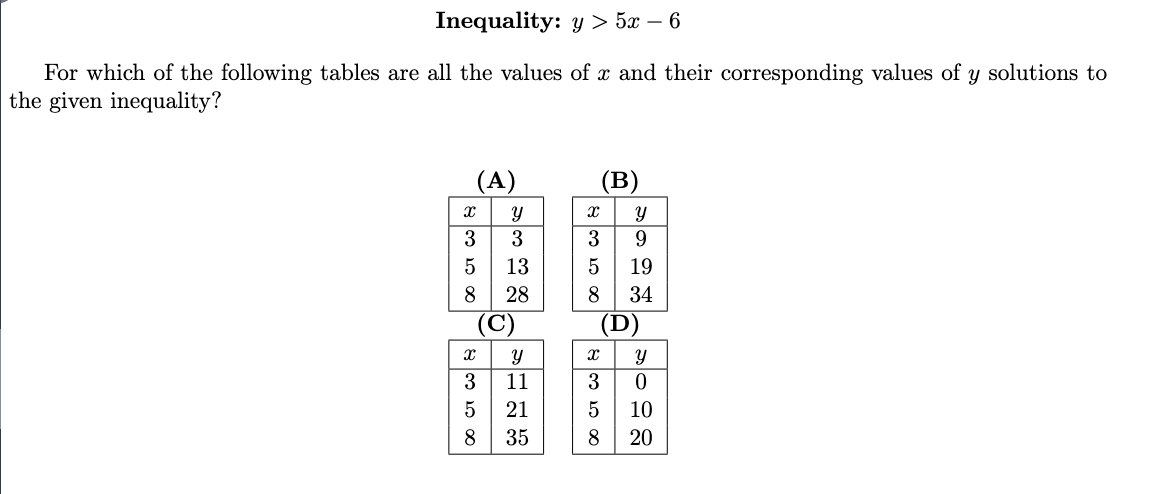 Inequality: y > 5x − 6
For which of the following tables are all the values of x and their corresponding values of y solutions to
the given inequality?
(A) (B)
x y x y
3 3 3 9
5 13 5 19
8 28 8 34
(C) (D)
x y x y
3 11 3 0
5 21 5 10
8 35 8 20